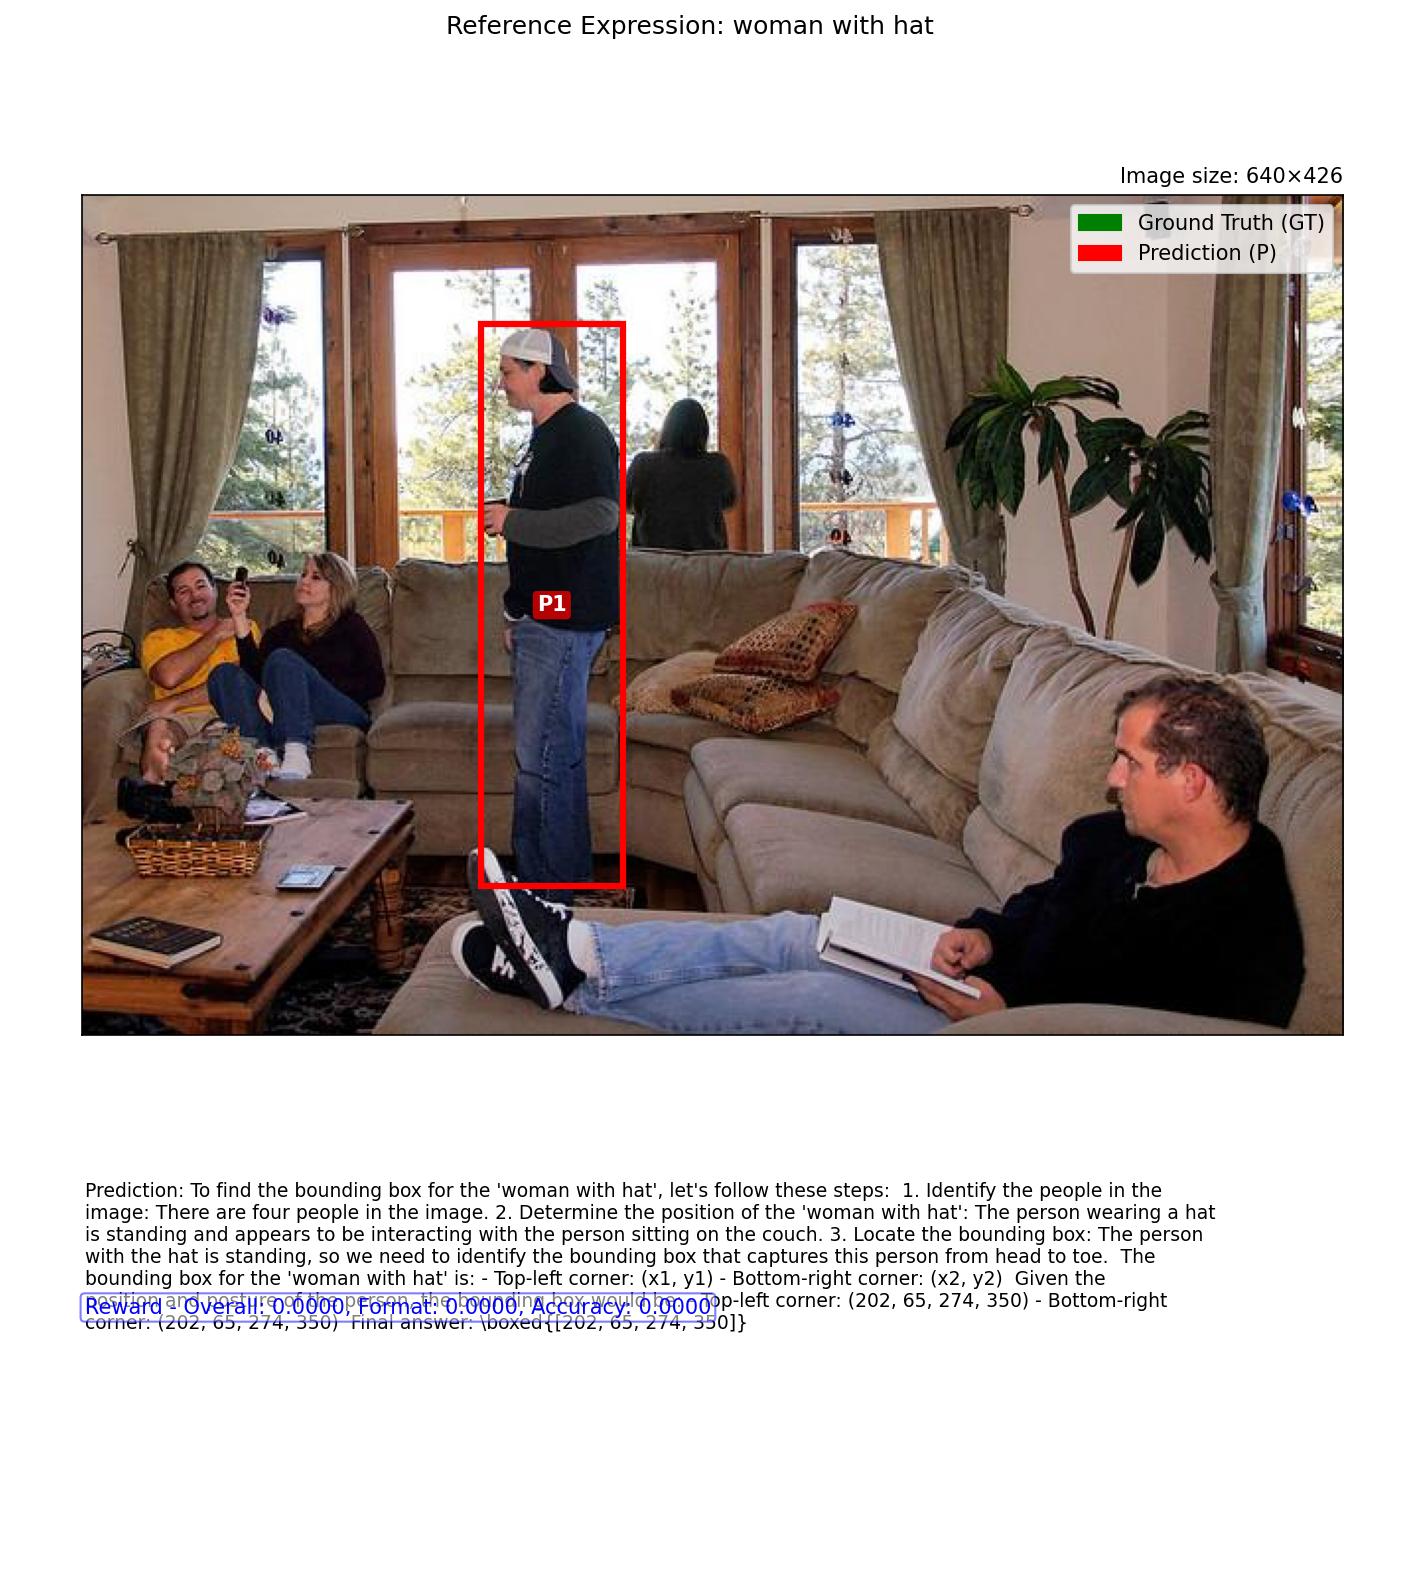 Reference Expression: woman with hat
Image size: 640×426
Ground Truth (GT)
Prediction (P)
P1
Prediction: To find the bounding box for the 'woman with hat', let's follow these steps:  1. Identify the people in the
image: There are four people in the image. 2. Determine the position of the 'woman with hat': The person wearing a hat
is standing and appears to be interacting with the person sitting on the couch. 3. Locate the bounding box: The person
with the hat is standing, so we need to identify the bounding box that captures this person from head to toe.  The
bounding box for the 'woman with hat' is: - Top-left corner: (x1, y1) - Bottom-right corner: (x2, y2)  Given the
position and posture of the person, the bounding box would be: - Top-left corner: (202, 65, 274, 350) - Bottom-right
Reward - Overall: 0.0000, Format: 0.0000, Accuracy: 0.0000
corner: (202, 65, 274, 350)  Final answer: \boxed{[202, 65, 274, 350]}